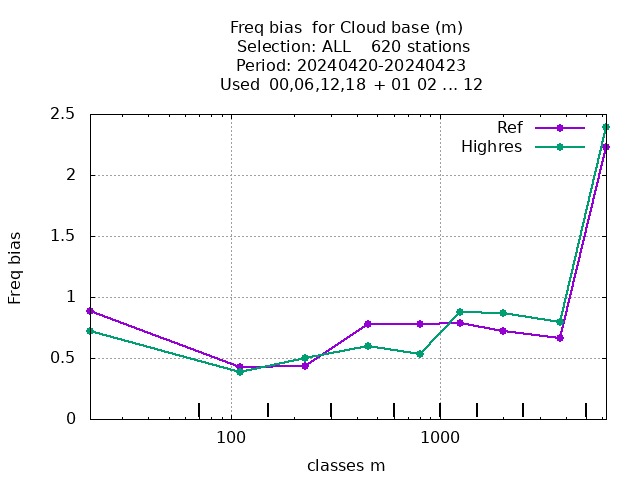 Freq bias  for Cloud base (m)
Selection: ALL    620 stations
Period: 20240420-20240423
Used  00,06,12,18  + 01 02 ... 12
2.5
Ref
Highres
2
1.5
Freq bias
1
0.5
0
100
1000
classes m